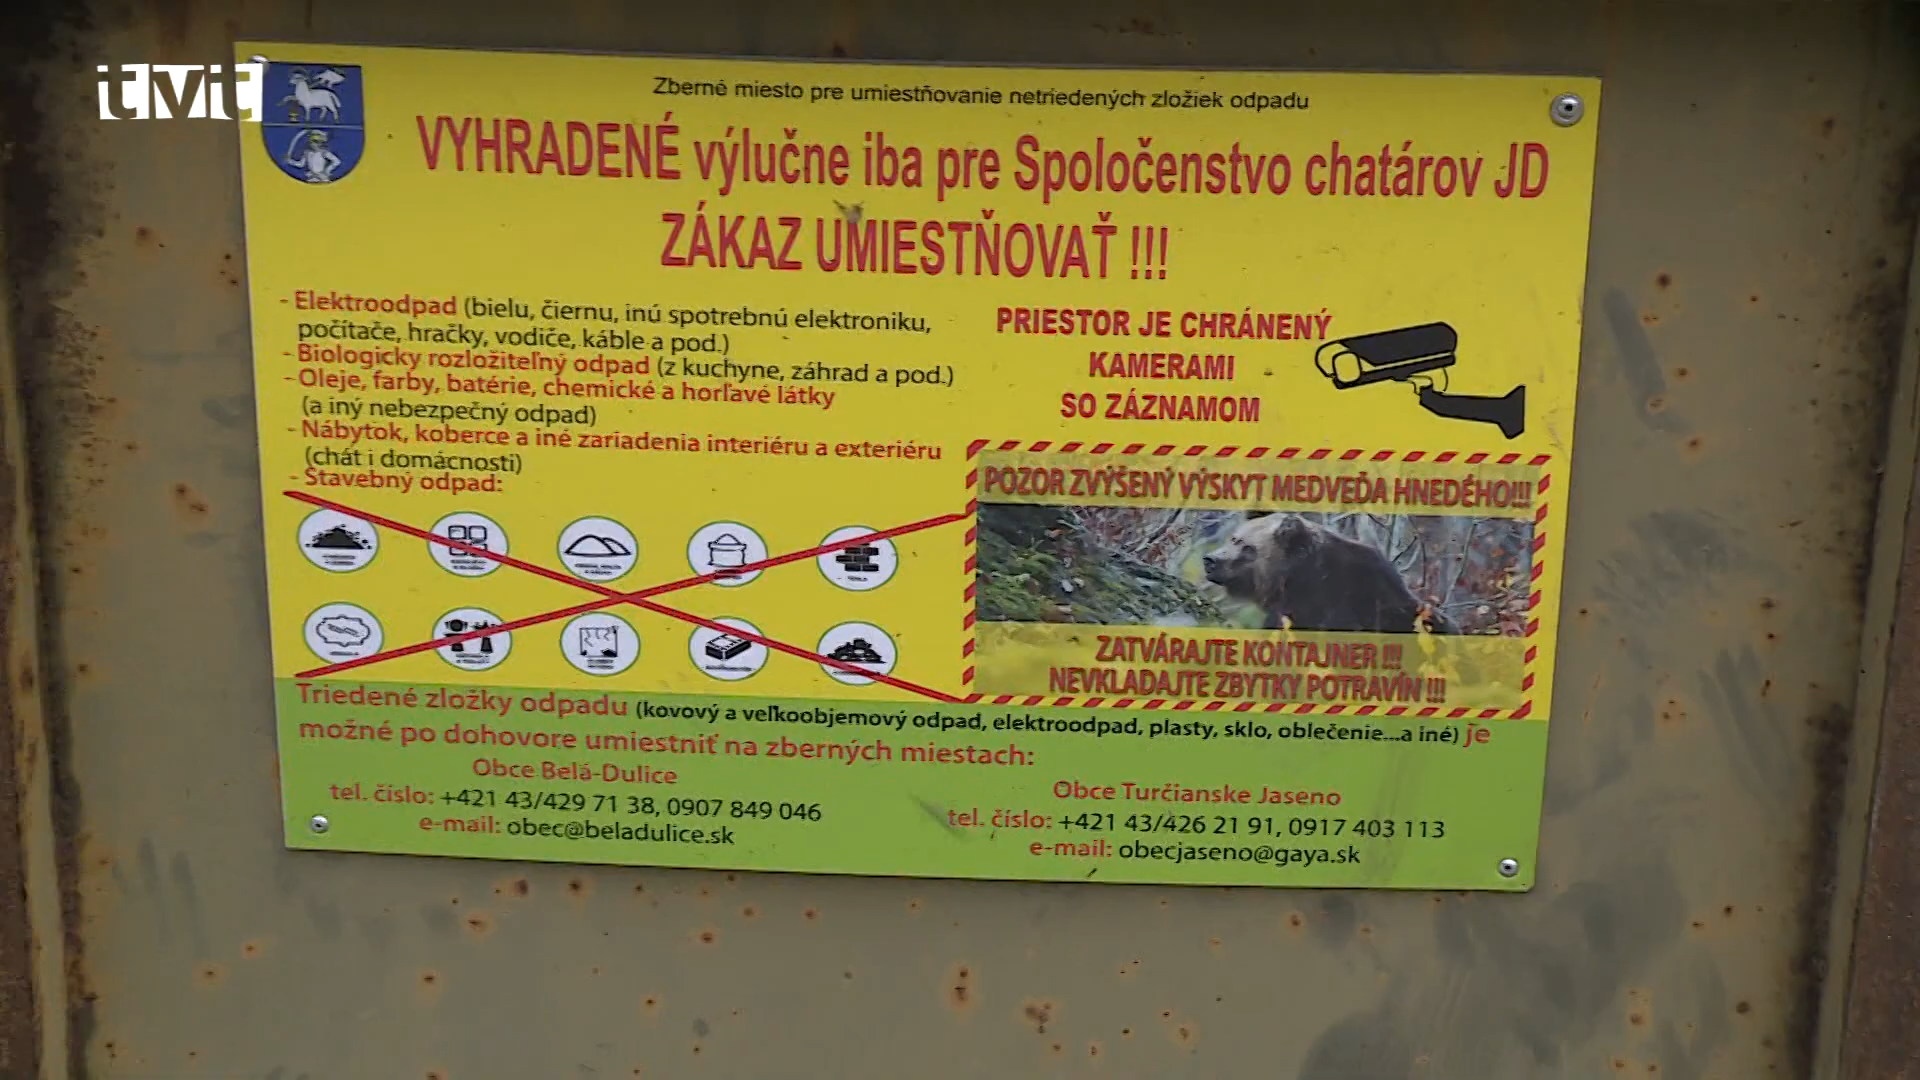 tvt
Zberné miesto pre umiestňovanie netriedených zložiek odpadu
VYHRADENÉ výlučne iba pre Spoločenstvo chatárov JD
ZÁKAZ UMIESTŇOVAŤ !!!
- Elektroodpad (bielu, čiernu, inú spotrebnú elektroniku,
počítače, hračky, vodiče, káble a pod.)
- Biologicky rozložiteľný odpad (z kuchyne, záhrad a pod.)
- Oleje, farby, batérie, chemické a horľavé látky
(a iný nebezpečný odpad)
- Nábytok, koberce a iné zariadenia interiéru a exteriéru
(chát i domácností)
- Stavebný odpad:
PRIESTOR JE CHRÁNENÝ
KAMERAMI
SO ZÁZNAMOM
POZOR ZVÝŠENÝ VÝSKYT MEDVEĎA HNEDÉHO!!!
ZATVÁRAJTE KONTAJNER !!!
NEVKLADAJTE ZBYTKY POTRAVÍN !!!
Triedené zložky odpadu (kovový a veľkoobjemový odpad, elektroodpad, plasty, sklo, oblečenie...a iné) je
možné po dohovore umiestniť na zberných miestach:
Obce Belá-Dulice
tel. číslo: +421 43/429 71 38, 0907 849 046
e-mail: obec@beladulice.sk
Obce Turčianske Jaseno
tel. číslo: +421 43/426 21 91, 0917 403 113
e-mail: obecjaseno@gaya.sk